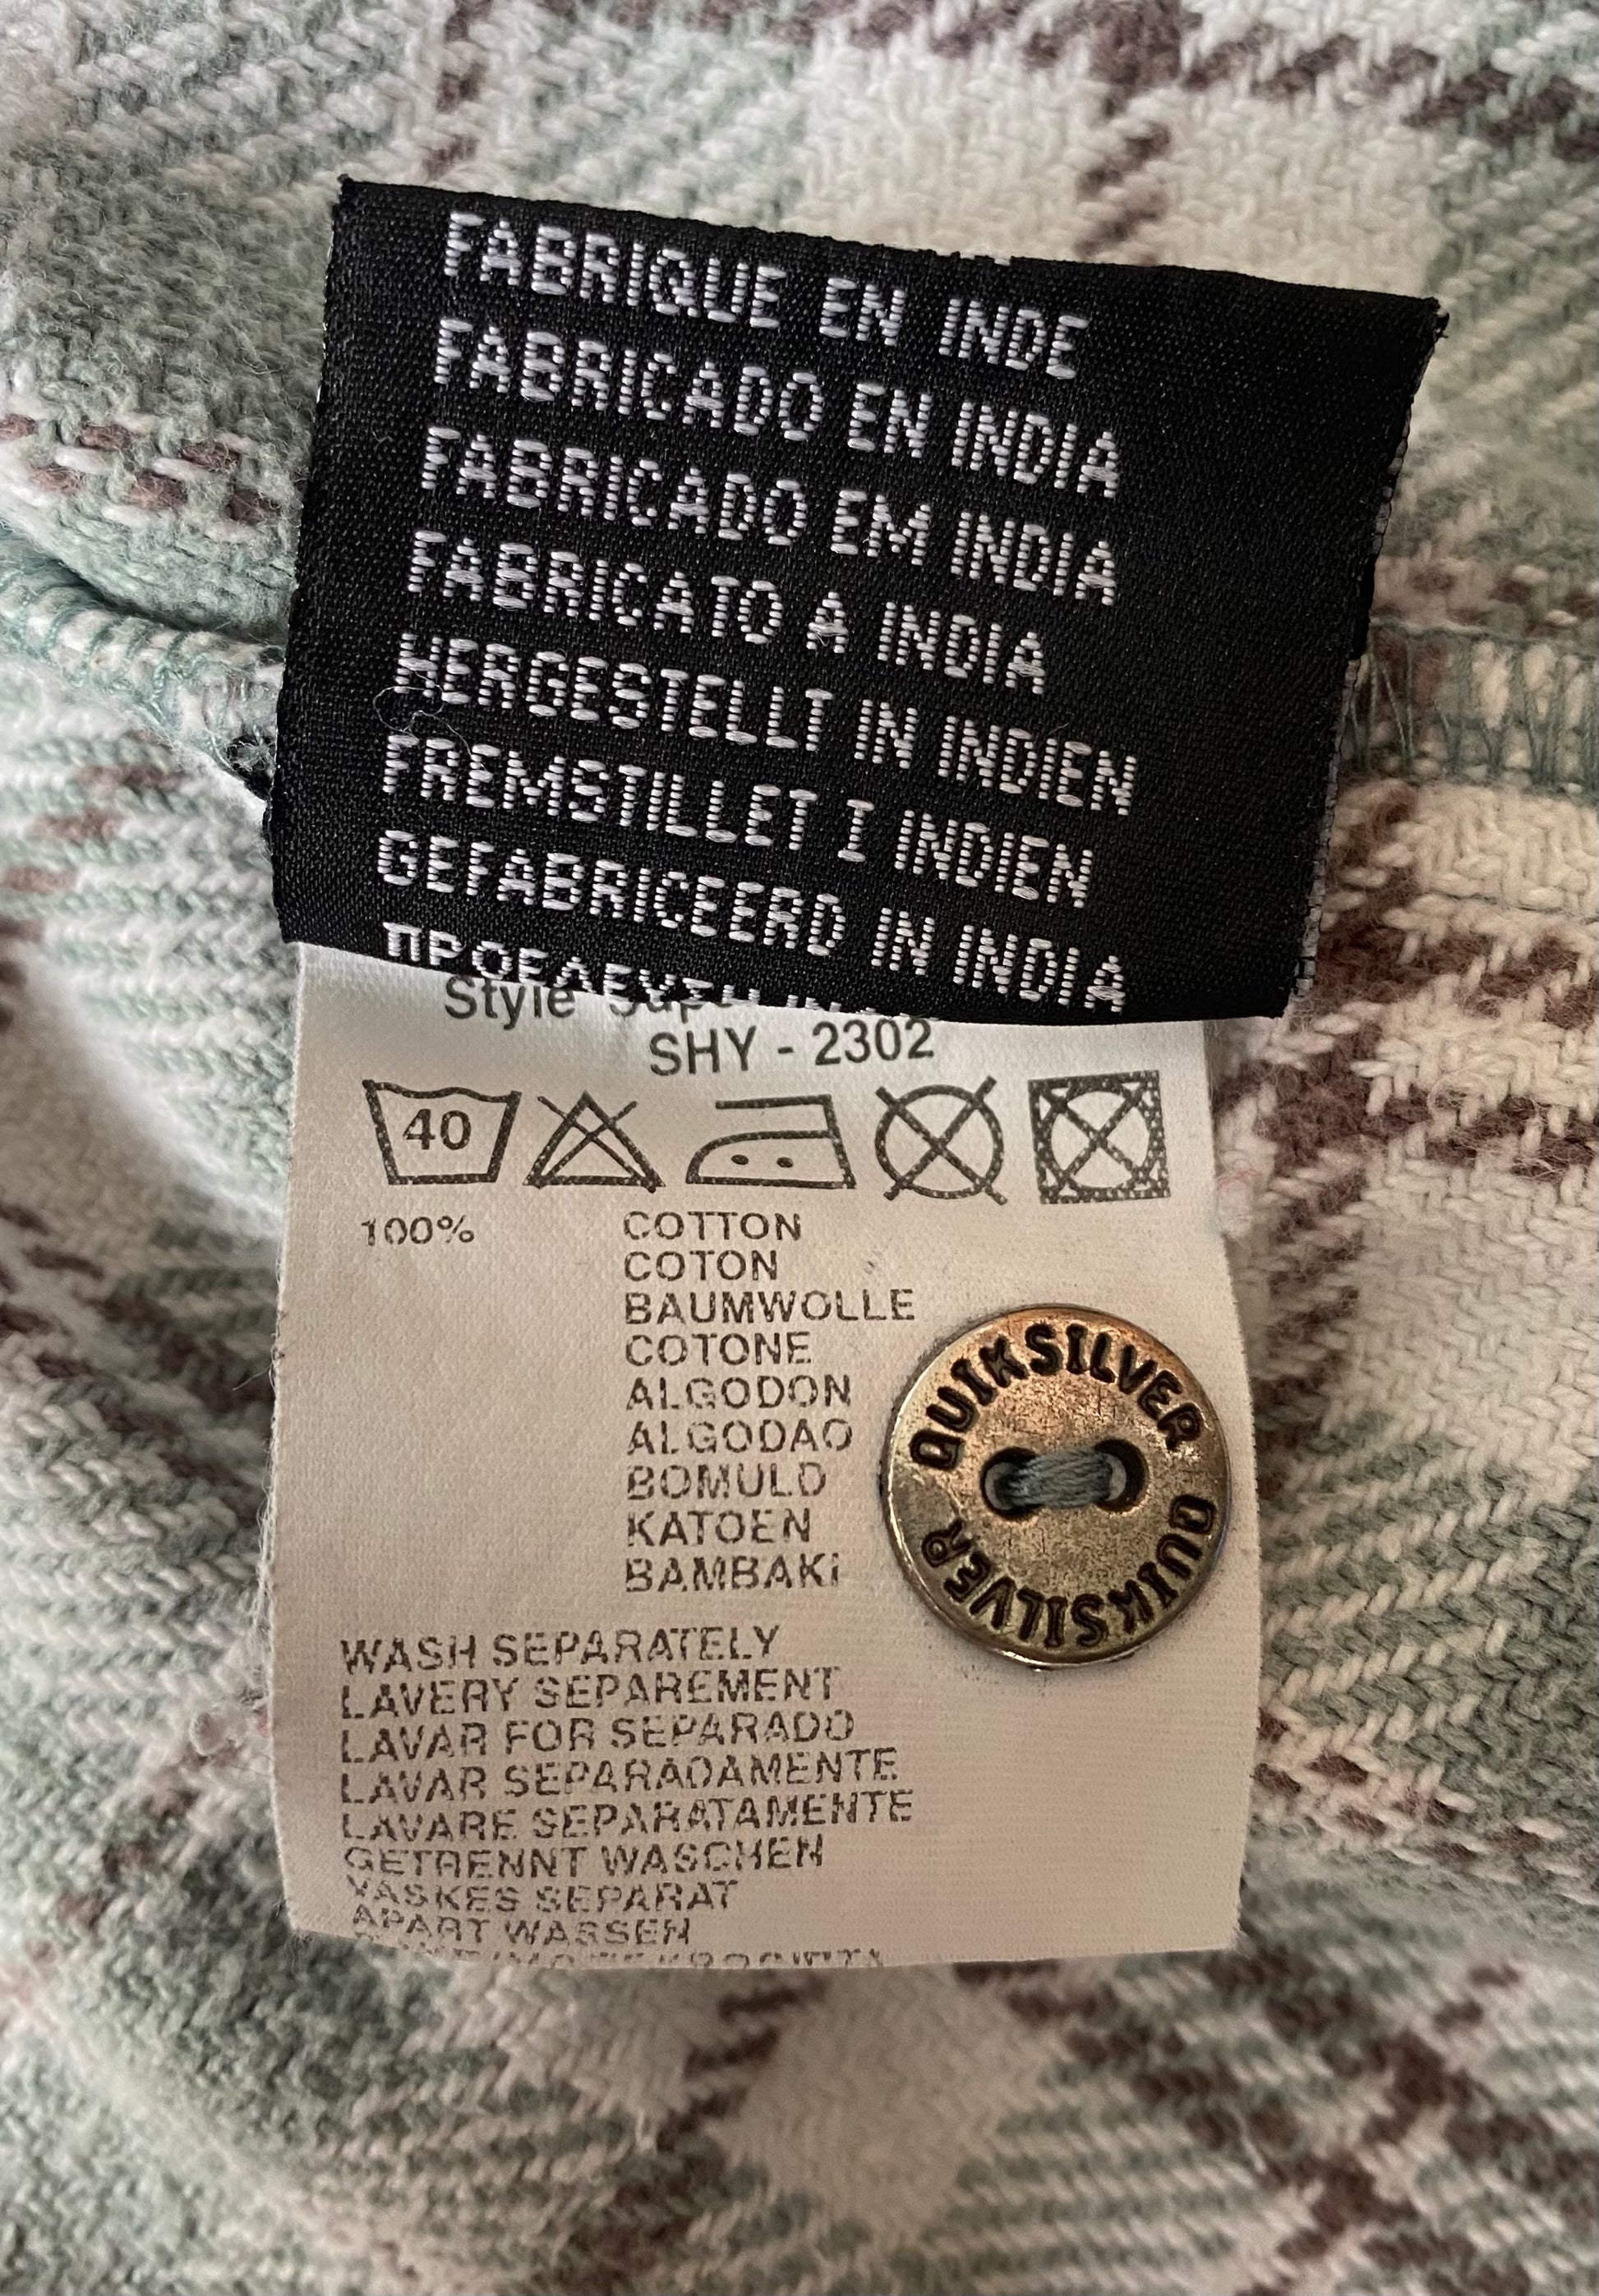 FABRIQUE EN INDE
FABRICADO EN INDIA
FABRICADO EM INDIA
FABRICATO A INDIA
HERGESTELLT IN INDIEN
FREMSTILLET I INDIEN
GEFABRICEERD IN INDIA
Style
SHY - 2302
40
100% COTTON
COTON
BAUMWOLLE
COTONE
ALGODON
ALGODAO
BOMULD
KATOEN
BAMBAKI
QUIKSILVER
QUIKSILVER
WASH SEPARATELY
LAVERY SEPAREMENT
LAVAR FOR SEPARADO
LAVAR SEPARADAMENTE
LAVARE SEPARATAMENTE
GETRENNT WASCHEN
VASKES SEPARAT
APART WASSEN